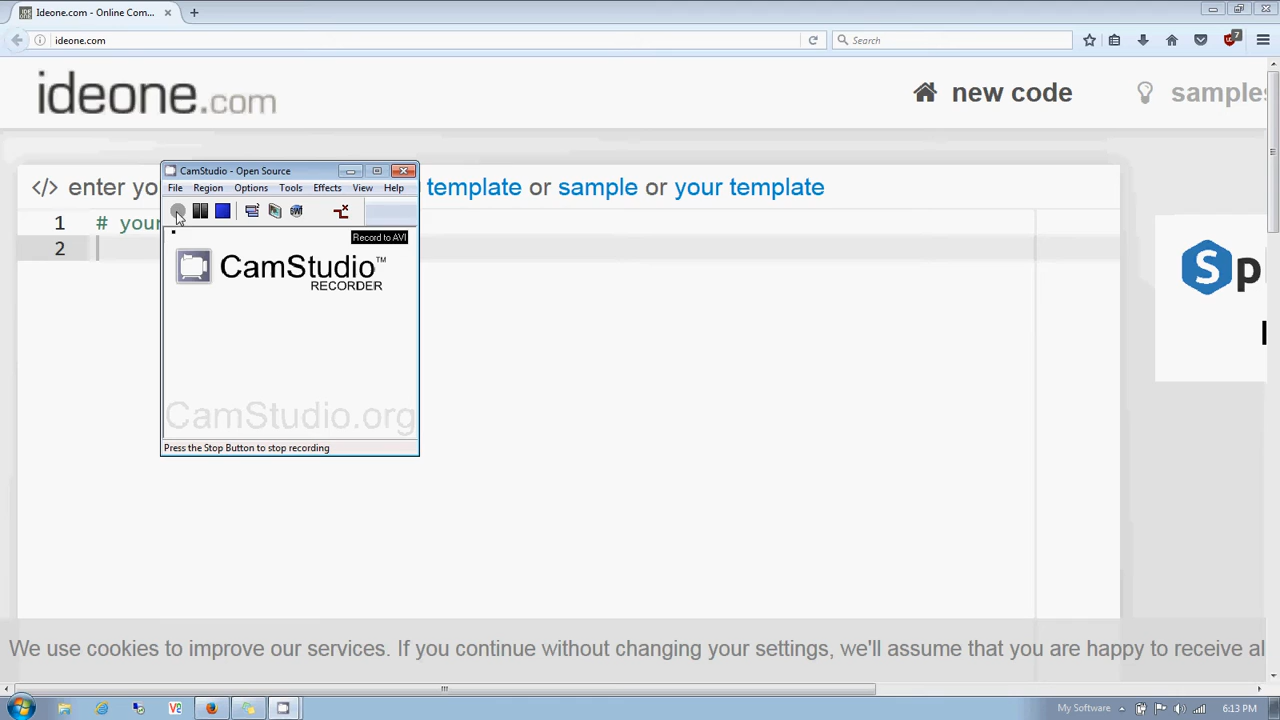 Ideone.com - Online Com...
ideone.com
Search
7
ideone.com
new code
samples
</> enter yo
template or sample or your template
1 # your
2
CamStudio - Open Source
File Region Options Tools Effects View Help
Record to AVI
CamStudio™
RECORDER
CamStudio.org
Press the Stop Button to stop recording
Sp
We use cookies to improve our services. If you continue without changing your settings, we'll assume that you are happy to receive al
My Software
6:13 PM